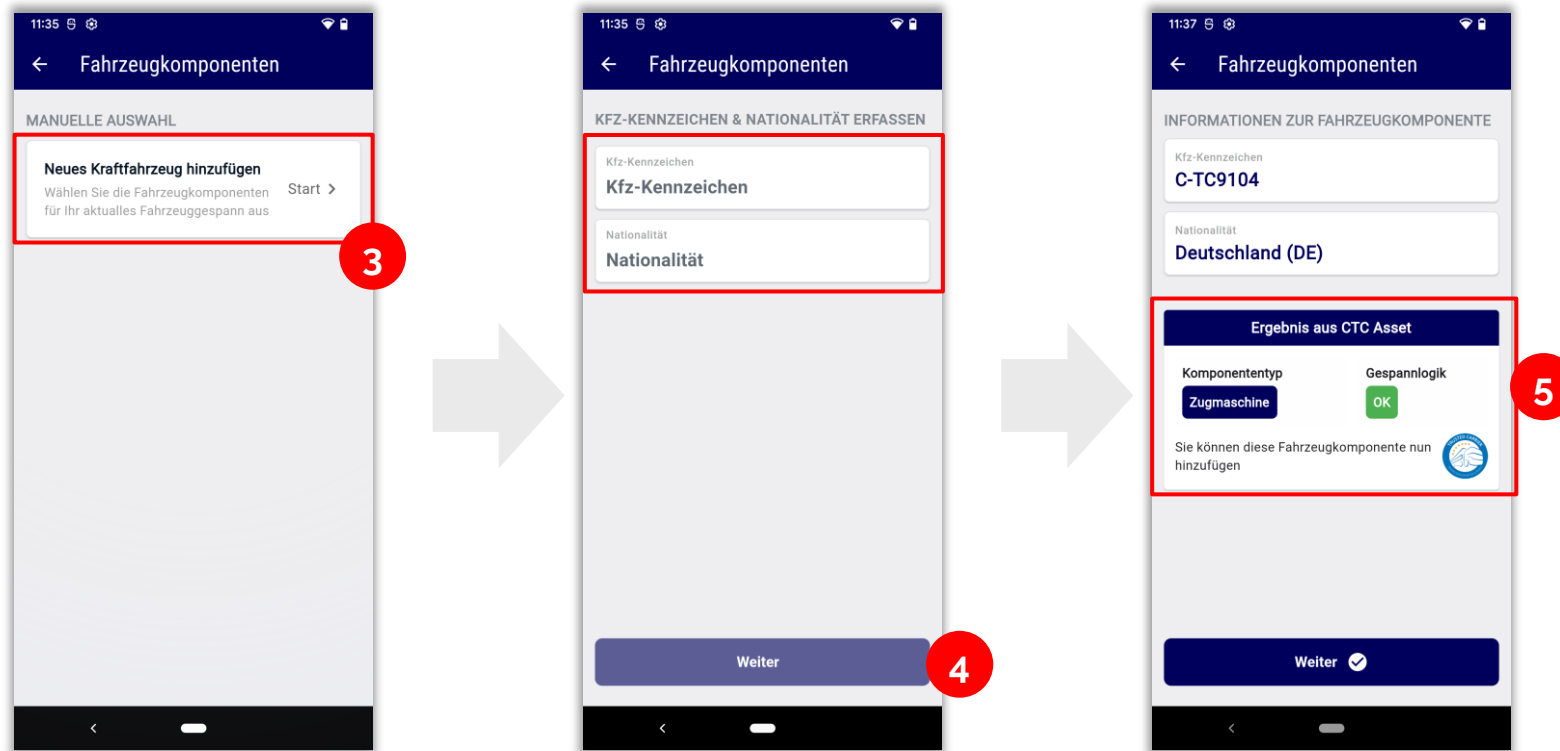 11:35
Fahrzeugkomponenten
MANUELLE AUSWAHL
Neues Kraftfahrzeug hinzufügen
Wählen Sie die Fahrzeugkomponenten
für Ihr aktuelles Fahrzeuggespann aus
Start >
3
11:35
Fahrzeugkomponenten
KFZ-KENNZEICHEN & NATIONALITÄT ERFASSEN
Kfz-Kennzeichen
Kfz-Kennzeichen
Nationalität
Nationalität
Weiter
4
11:37
Fahrzeugkomponenten
INFORMATIONEN ZUR FAHRZEUGKOMPONENTE
Kfz-Kennzeichen
C-TC9104
Nationalität
Deutschland (DE)
Ergebnis aus CTC Asset
Komponententyp
Gespannlogik
Zugmaschine
OK
Sie können diese Fahrzeugkomponente nun
hinzufügen
5
Weiter